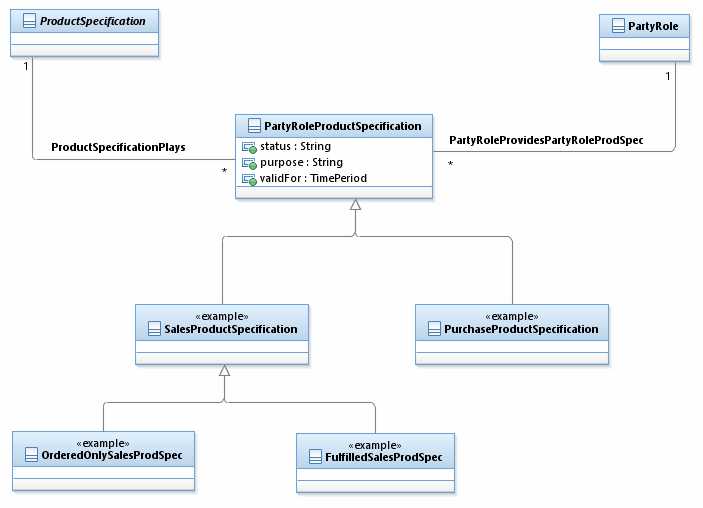 ProductSpecification
PartyRole
1
1
PartyRoleProductSpecification
status : String
purpose : String
validFor : TimePeriod
ProductSpecificationPlays
*
PartyRoleProvidesPartyRoleProdSpec
*
«example»
SalesProductSpecification
«example»
PurchaseProductSpecification
«example»
OrderedOnlySalesProdSpec
«example»
FulfilledSalesProdSpec